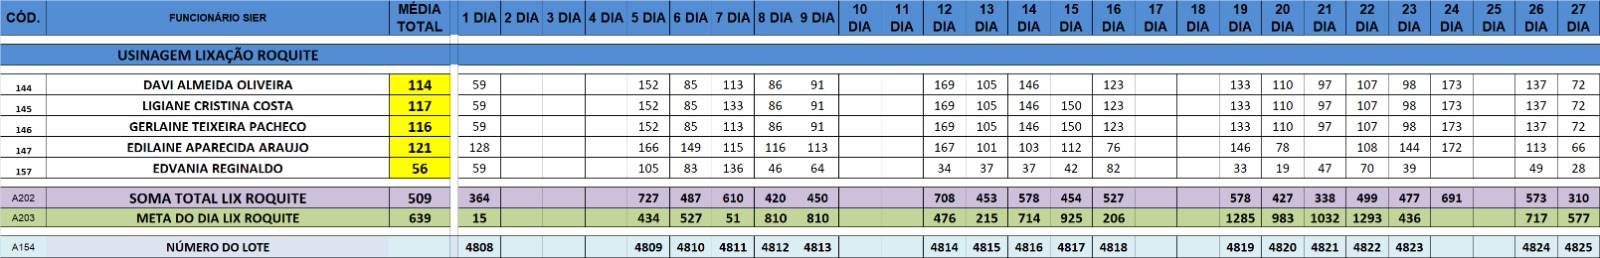 CÓD. FUNCIONÁRIO SIER MÉDIA TOTAL 1 DIA 2 DIA 3 DIA 4 DIA 5 DIA 6 DIA 7 DIA 8 DIA 9 DIA 10 DIA 11 DIA 12 DIA 13 DIA 14 DIA 15 DIA 16 DIA 17 DIA 18 DIA 19 DIA 20 DIA 21 DIA 22 DIA 23 DIA 24 DIA 25 DIA 26 DIA 27 DIA
USINAGEM LIXAÇÃO ROQUITE
144 DAVI ALMEIDA OLIVEIRA 114 59 152 85 113 86 91 169 105 146 123 133 110 97 107 98 173 137 72
145 LIGIANE CRISTINA COSTA 117 59 152 85 133 86 91 169 105 146 150 123 133 110 97 107 98 173 137 72
146 GERLAINE TEIXEIRA PACHECO 116 59 152 85 113 86 91 169 105 146 150 123 133 110 97 107 98 173 137 72
147 EDILAINE APARECIDA ARAUJO 121 128 166 149 115 116 113 167 101 103 112 76 146 78 108 144 172 113 66
157 EDVANIA REGINALDO 56 59 105 83 136 46 64 34 37 37 42 82 33 19 47 70 39 49 28
A202 SOMA TOTAL LIX ROQUITE 509 364 727 487 610 420 450 708 453 578 454 527 578 427 338 499 477 691 573 310
A203 META DO DIA LIX ROQUITE 639 15 434 527 51 810 810 476 215 714 925 206 1285 983 1032 1293 436 717 577
A154 NÚMERO DO LOTE 4808 4809 4810 4811 4812 4813 4814 4815 4816 4817 4818 4819 4820 4821 4822 4823 4824 4825